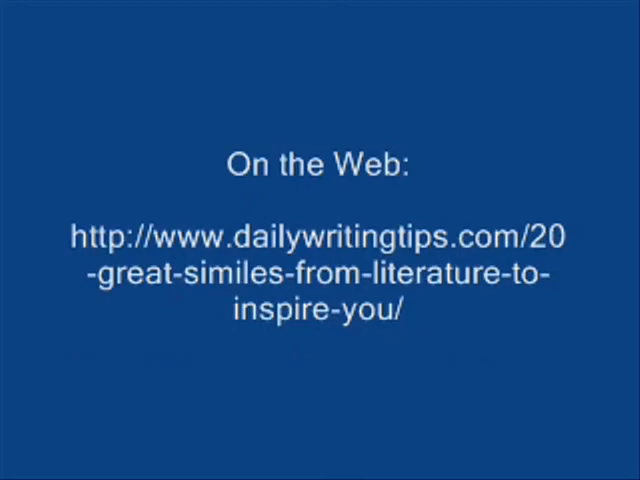 On the Web:
http://www.dailywritingtips.com/20
-great-similes-from-literature-to-
inspire-you/